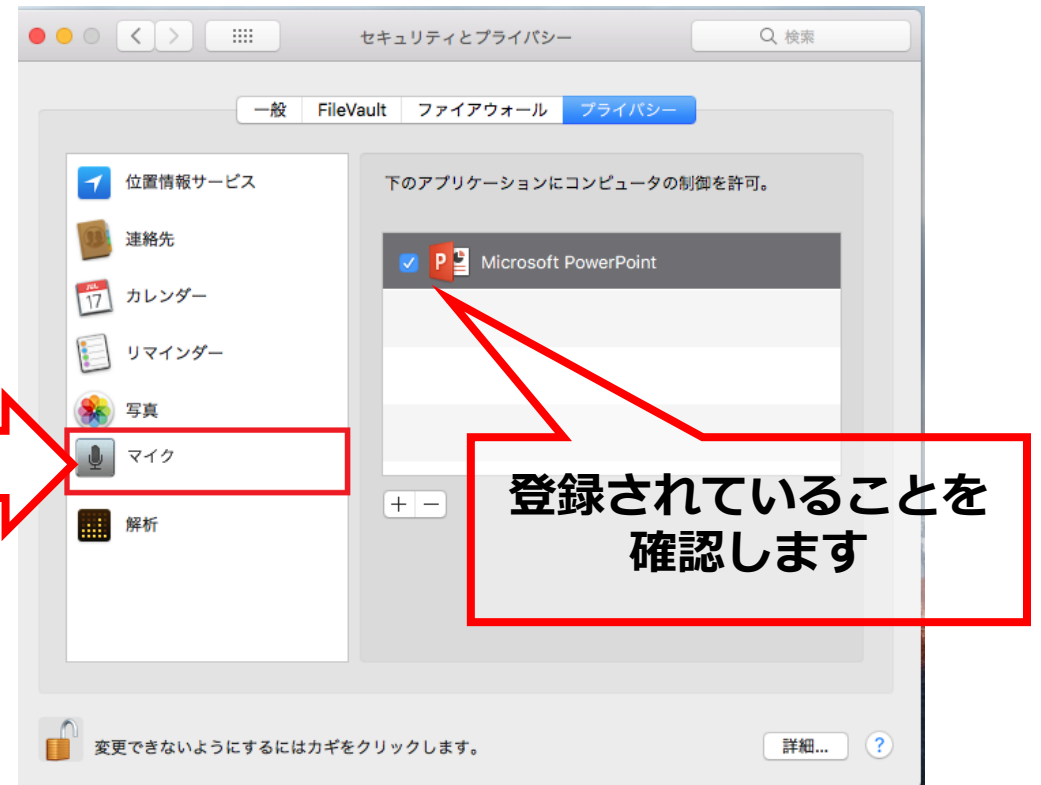 セキュリティとプライバシー
検索
一般 FileVault ファイアウォール プライバシー
位置情報サービス
連絡先
JUL
17
カレンダー
リマインダー
写真
マイク
解析
下のアプリケーションにコンピュータの制御を許可。
P
Microsoft PowerPoint
+ −
登録されていることを
確認します
変更できないようにするにはカギをクリックします。
詳細...
?